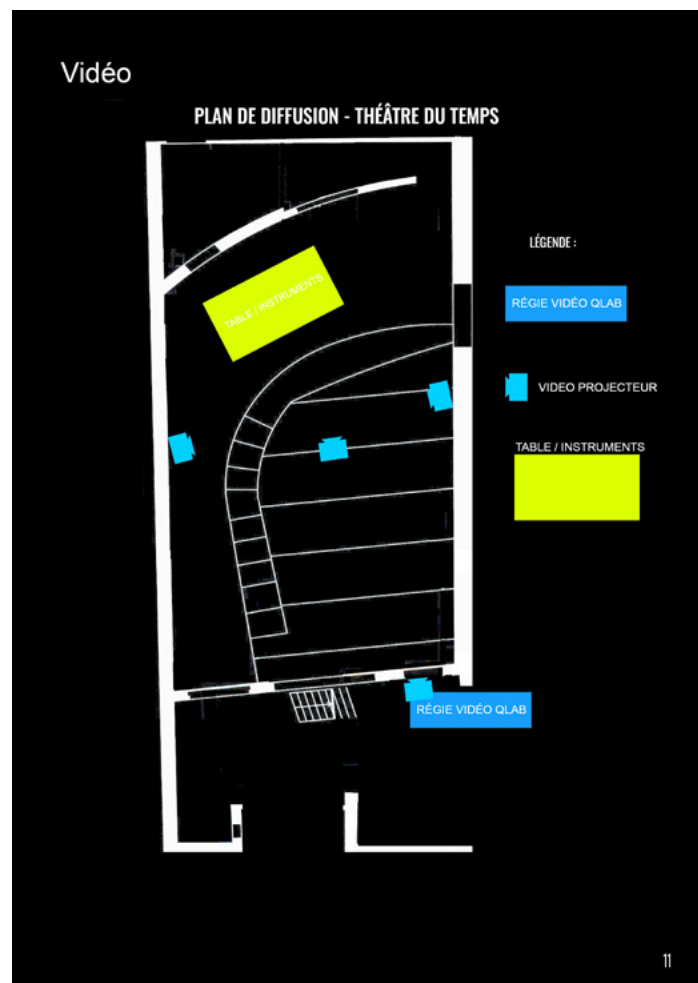 Vidéo
PLAN DE DIFFUSION - THÉÂTRE DU TEMPS
LÉGENDE :
TABLE / INSTRUMENTS
RÉGIE VIDÉO QLAB
VIDEO PROJECTEUR
TABLE / INSTRUMENTS
RÉGIE VIDÉO QLAB
11